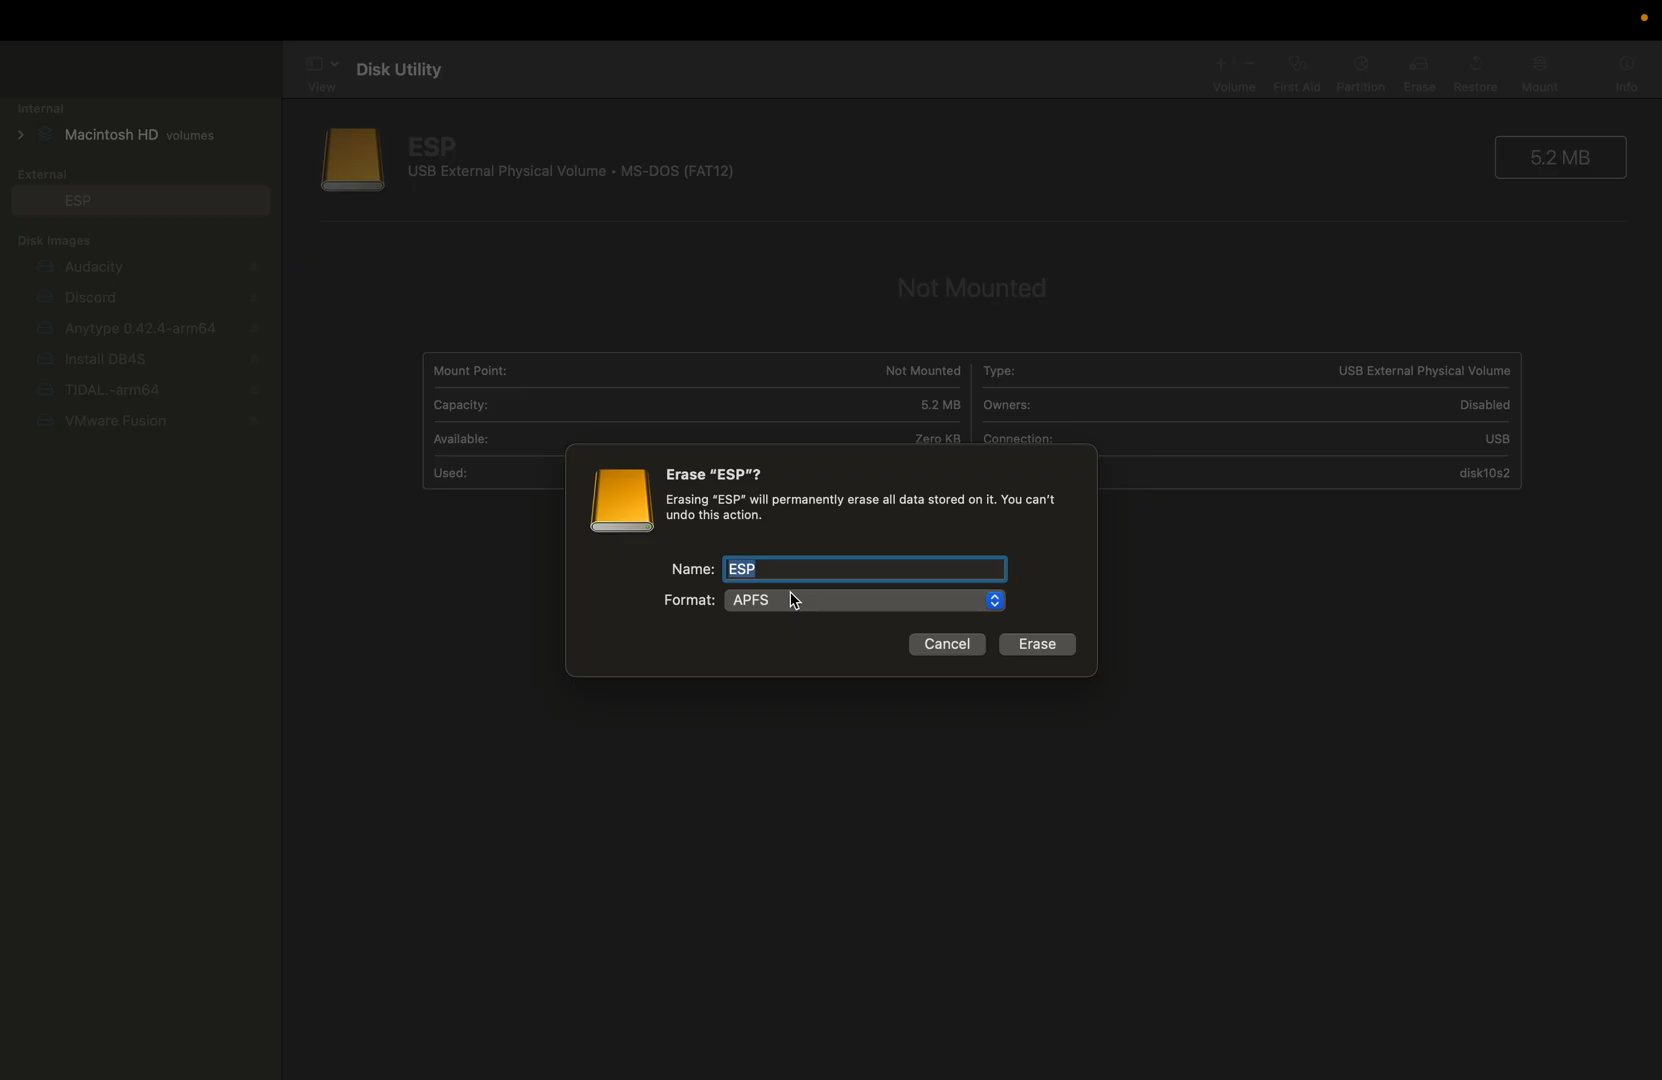 Disk Utility
View
Volume
First Aid
Partition
Erase
Restore
Mount
Info
Internal
Macintosh HD volumes
External
ESP
Disk Images
Audacity
Discord
Anytype 0.42.4-arm64
Install DB4S
TIDAL.-arm64
VMware Fusion
ESP
USB External Physical Volume • MS-DOS (FAT12)
5.2 MB
Not Mounted
Mount Point: Not Mounted
Capacity: 5.2 MB
Available: Zero KB
Used:
Type: USB External Physical Volume
Owners: Disabled
Connection: USB
disk10s2
Erase “ESP”?
Erasing “ESP” will permanently erase all data stored on it. You can’t
undo this action.
Name: ESP
Format: APFS
Cancel
Erase